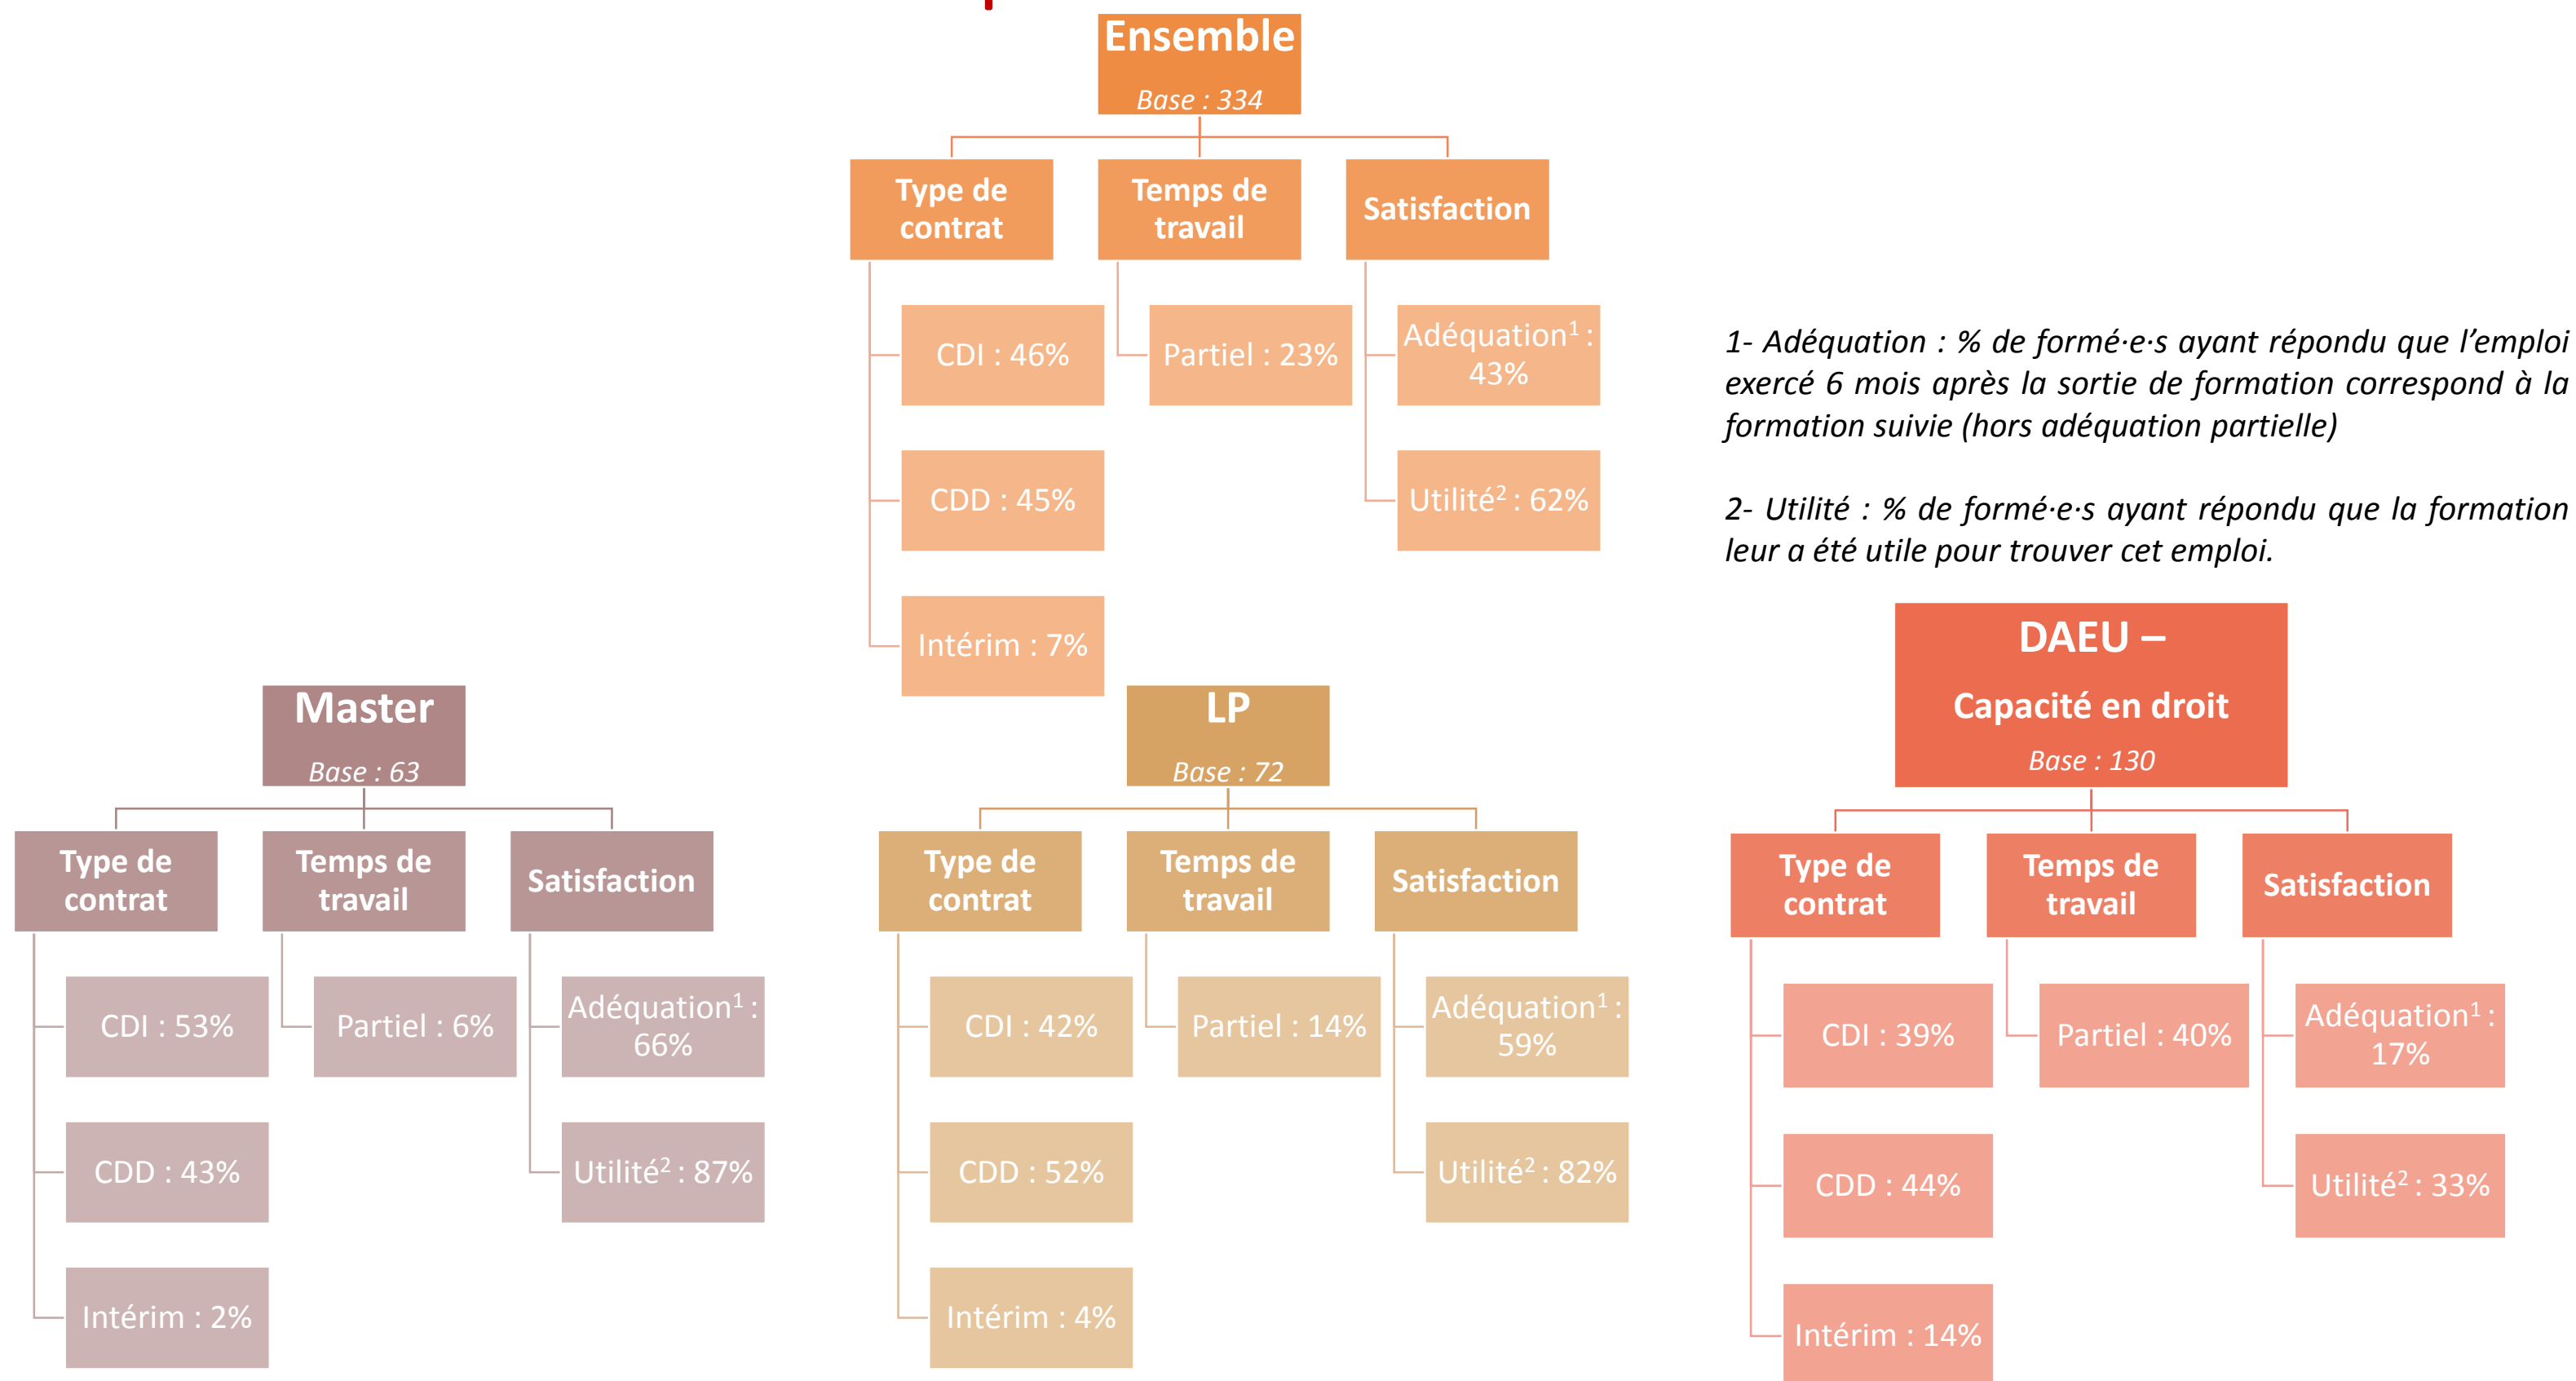 Ensemble
Base : 334
Type de
contrat
Temps de
travail
Satisfaction
CDI : 46%
Partiel : 23%
Adéquation¹ :
43%
CDD : 45%
Utilité² : 62%
Intérim : 7%
1- Adéquation : % de formé·e·s ayant répondu que l’emploi
exercé 6 mois après la sortie de formation correspond à la
formation suivie (hors adéquation partielle)
2- Utilité : % de formé·e·s ayant répondu que la formation
leur a été utile pour trouver cet emploi.
Master
Base : 63
Type de
contrat
Temps de
travail
Satisfaction
CDI : 53%
Partiel : 6%
Adéquation¹ :
66%
CDD : 43%
Utilité² : 87%
Intérim : 2%
LP
Base : 72
Type de
contrat
Temps de
travail
Satisfaction
CDI : 42%
Partiel : 14%
Adéquation¹ :
59%
CDD : 52%
Utilité² : 82%
Intérim : 4%
DAEU –
Capacité en droit
Base : 130
Type de
contrat
Temps de
travail
Satisfaction
CDI : 39%
Partiel : 40%
Adéquation¹ :
17%
CDD : 44%
Utilité² : 33%
Intérim : 14%